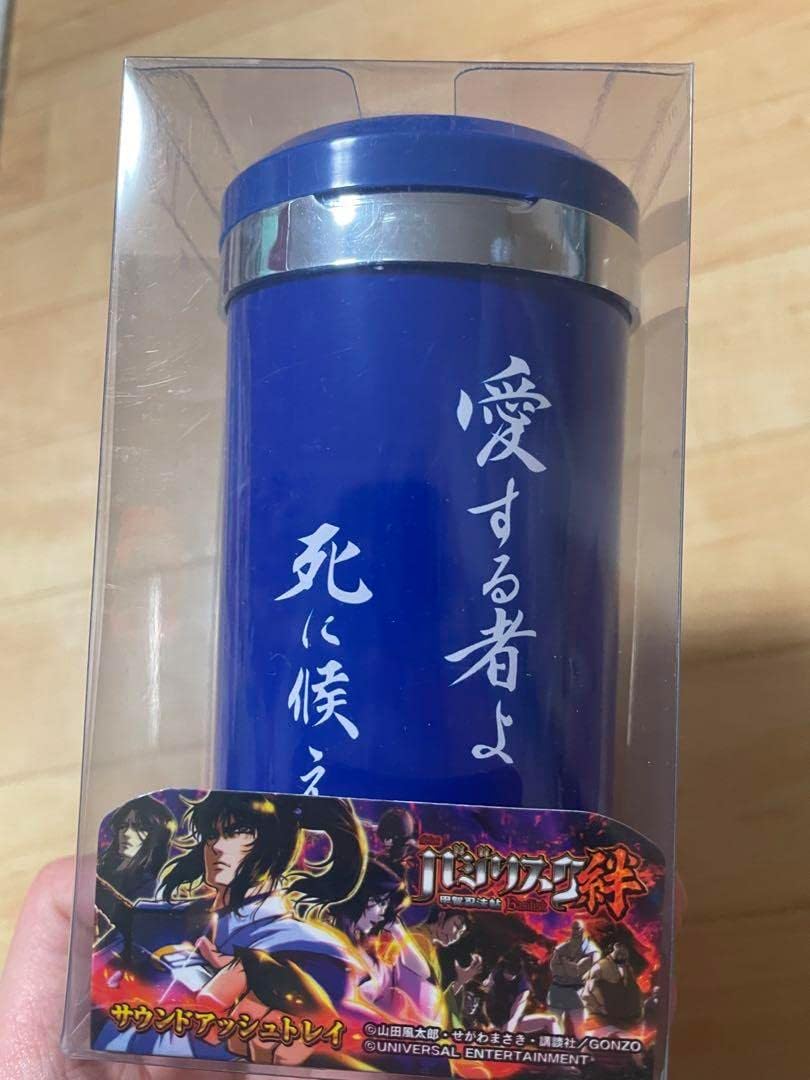 愛する者よ
死に候え
バジリスク 絆
甲賀忍法帖
Basilisk
サウンドアッシュトレイ
©山田風太郎・せがわまさき・講談社／GONZO
©UNIVERSAL ENTERTAINMENT